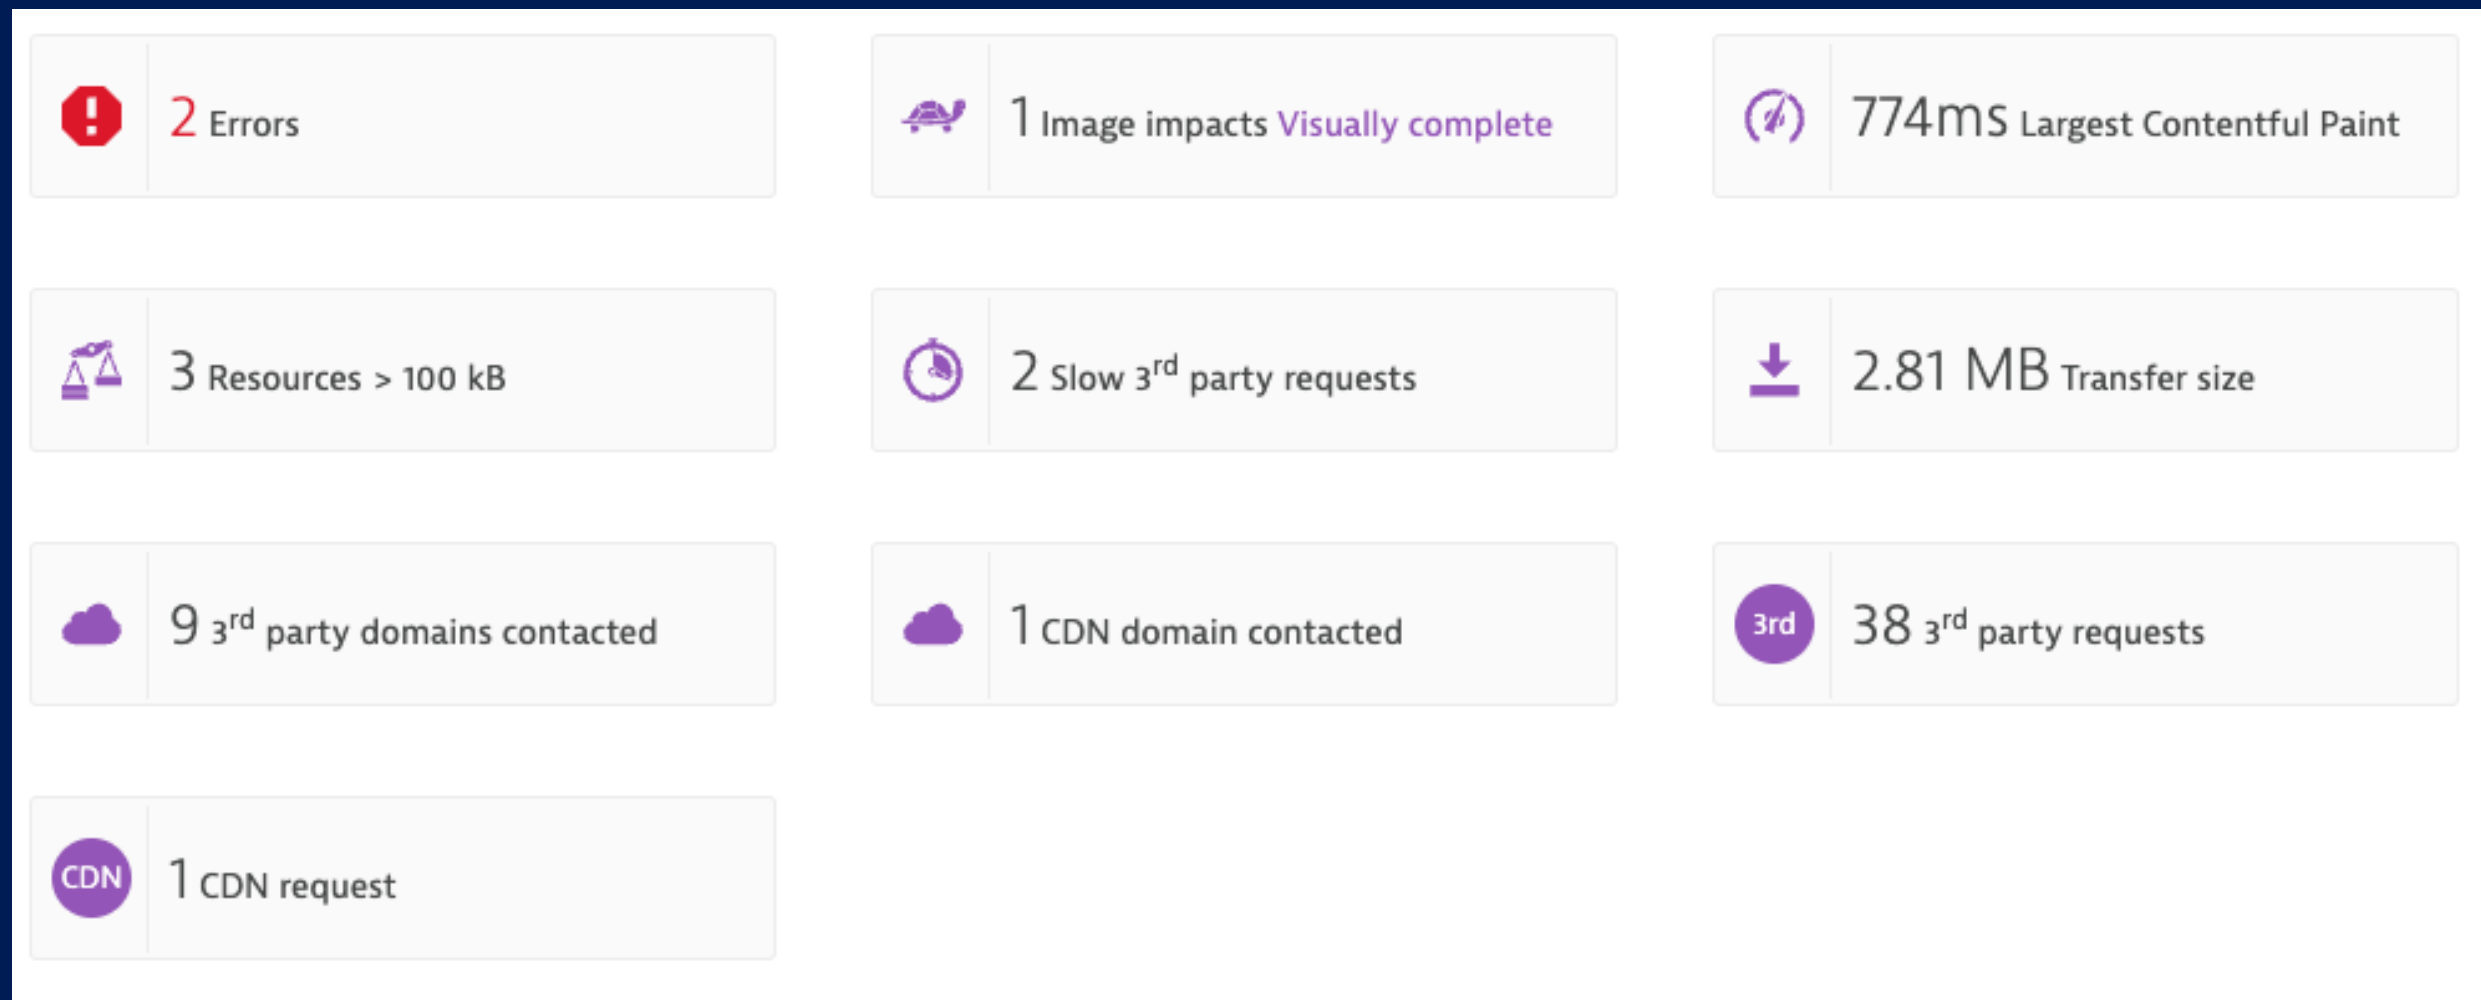 2 Errors
1 Image impacts Visually complete
774ms Largest Contentful Paint
3 Resources > 100 kB
2 Slow 3rd party requests
2.81 MB Transfer size
9 3rd party domains contacted
1 CDN domain contacted
3rd
38 3rd party requests
CDN
1 CDN request